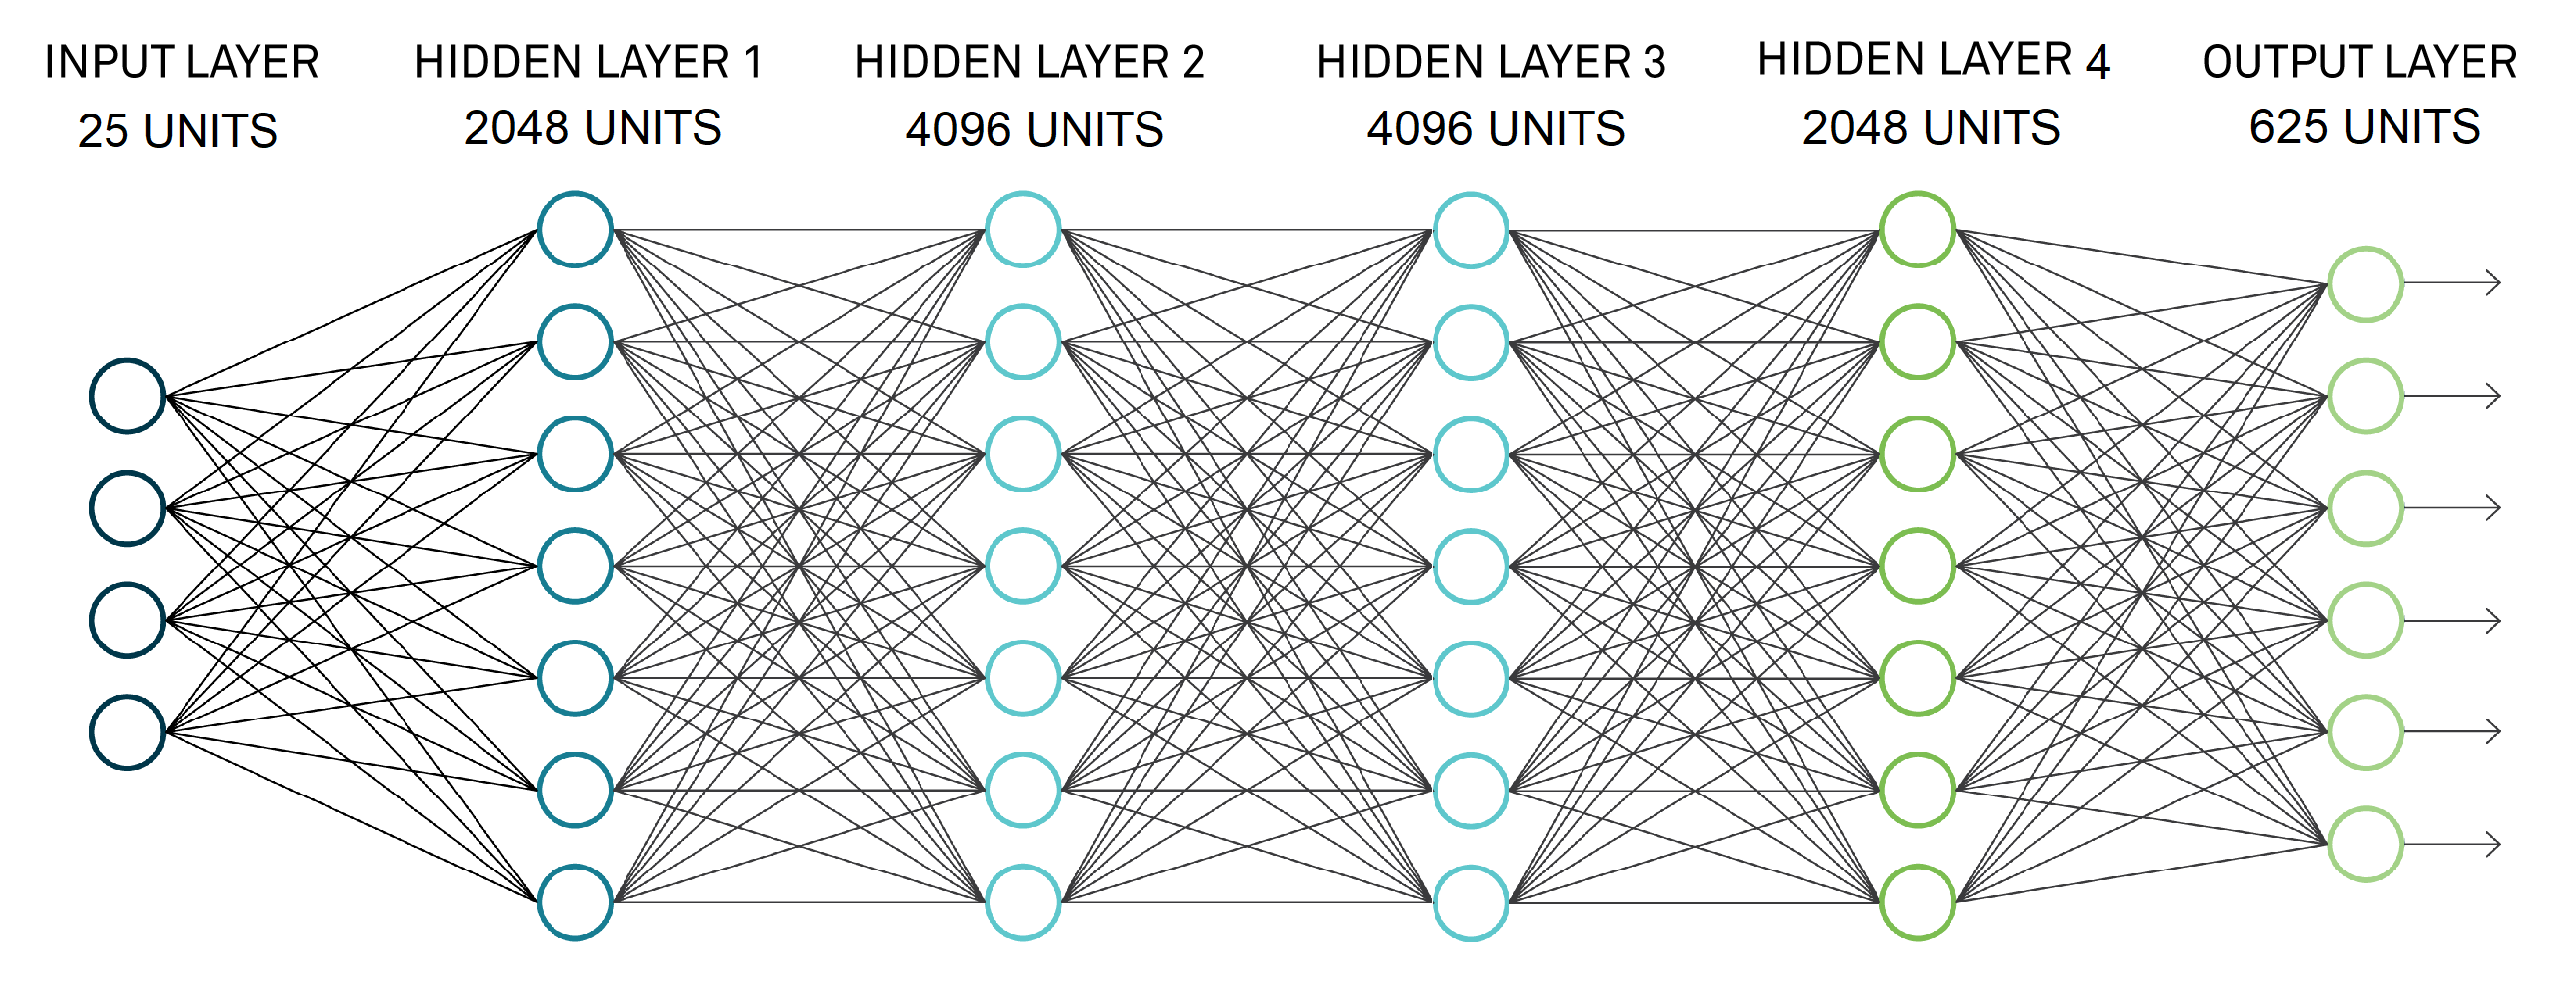 INPUT LAYER
25 UNITS
HIDDEN LAYER 1
2048 UNITS
HIDDEN LAYER 2
4096 UNITS
HIDDEN LAYER 3
4096 UNITS
HIDDEN LAYER 4
2048 UNITS
OUTPUT LAYER
625 UNITS